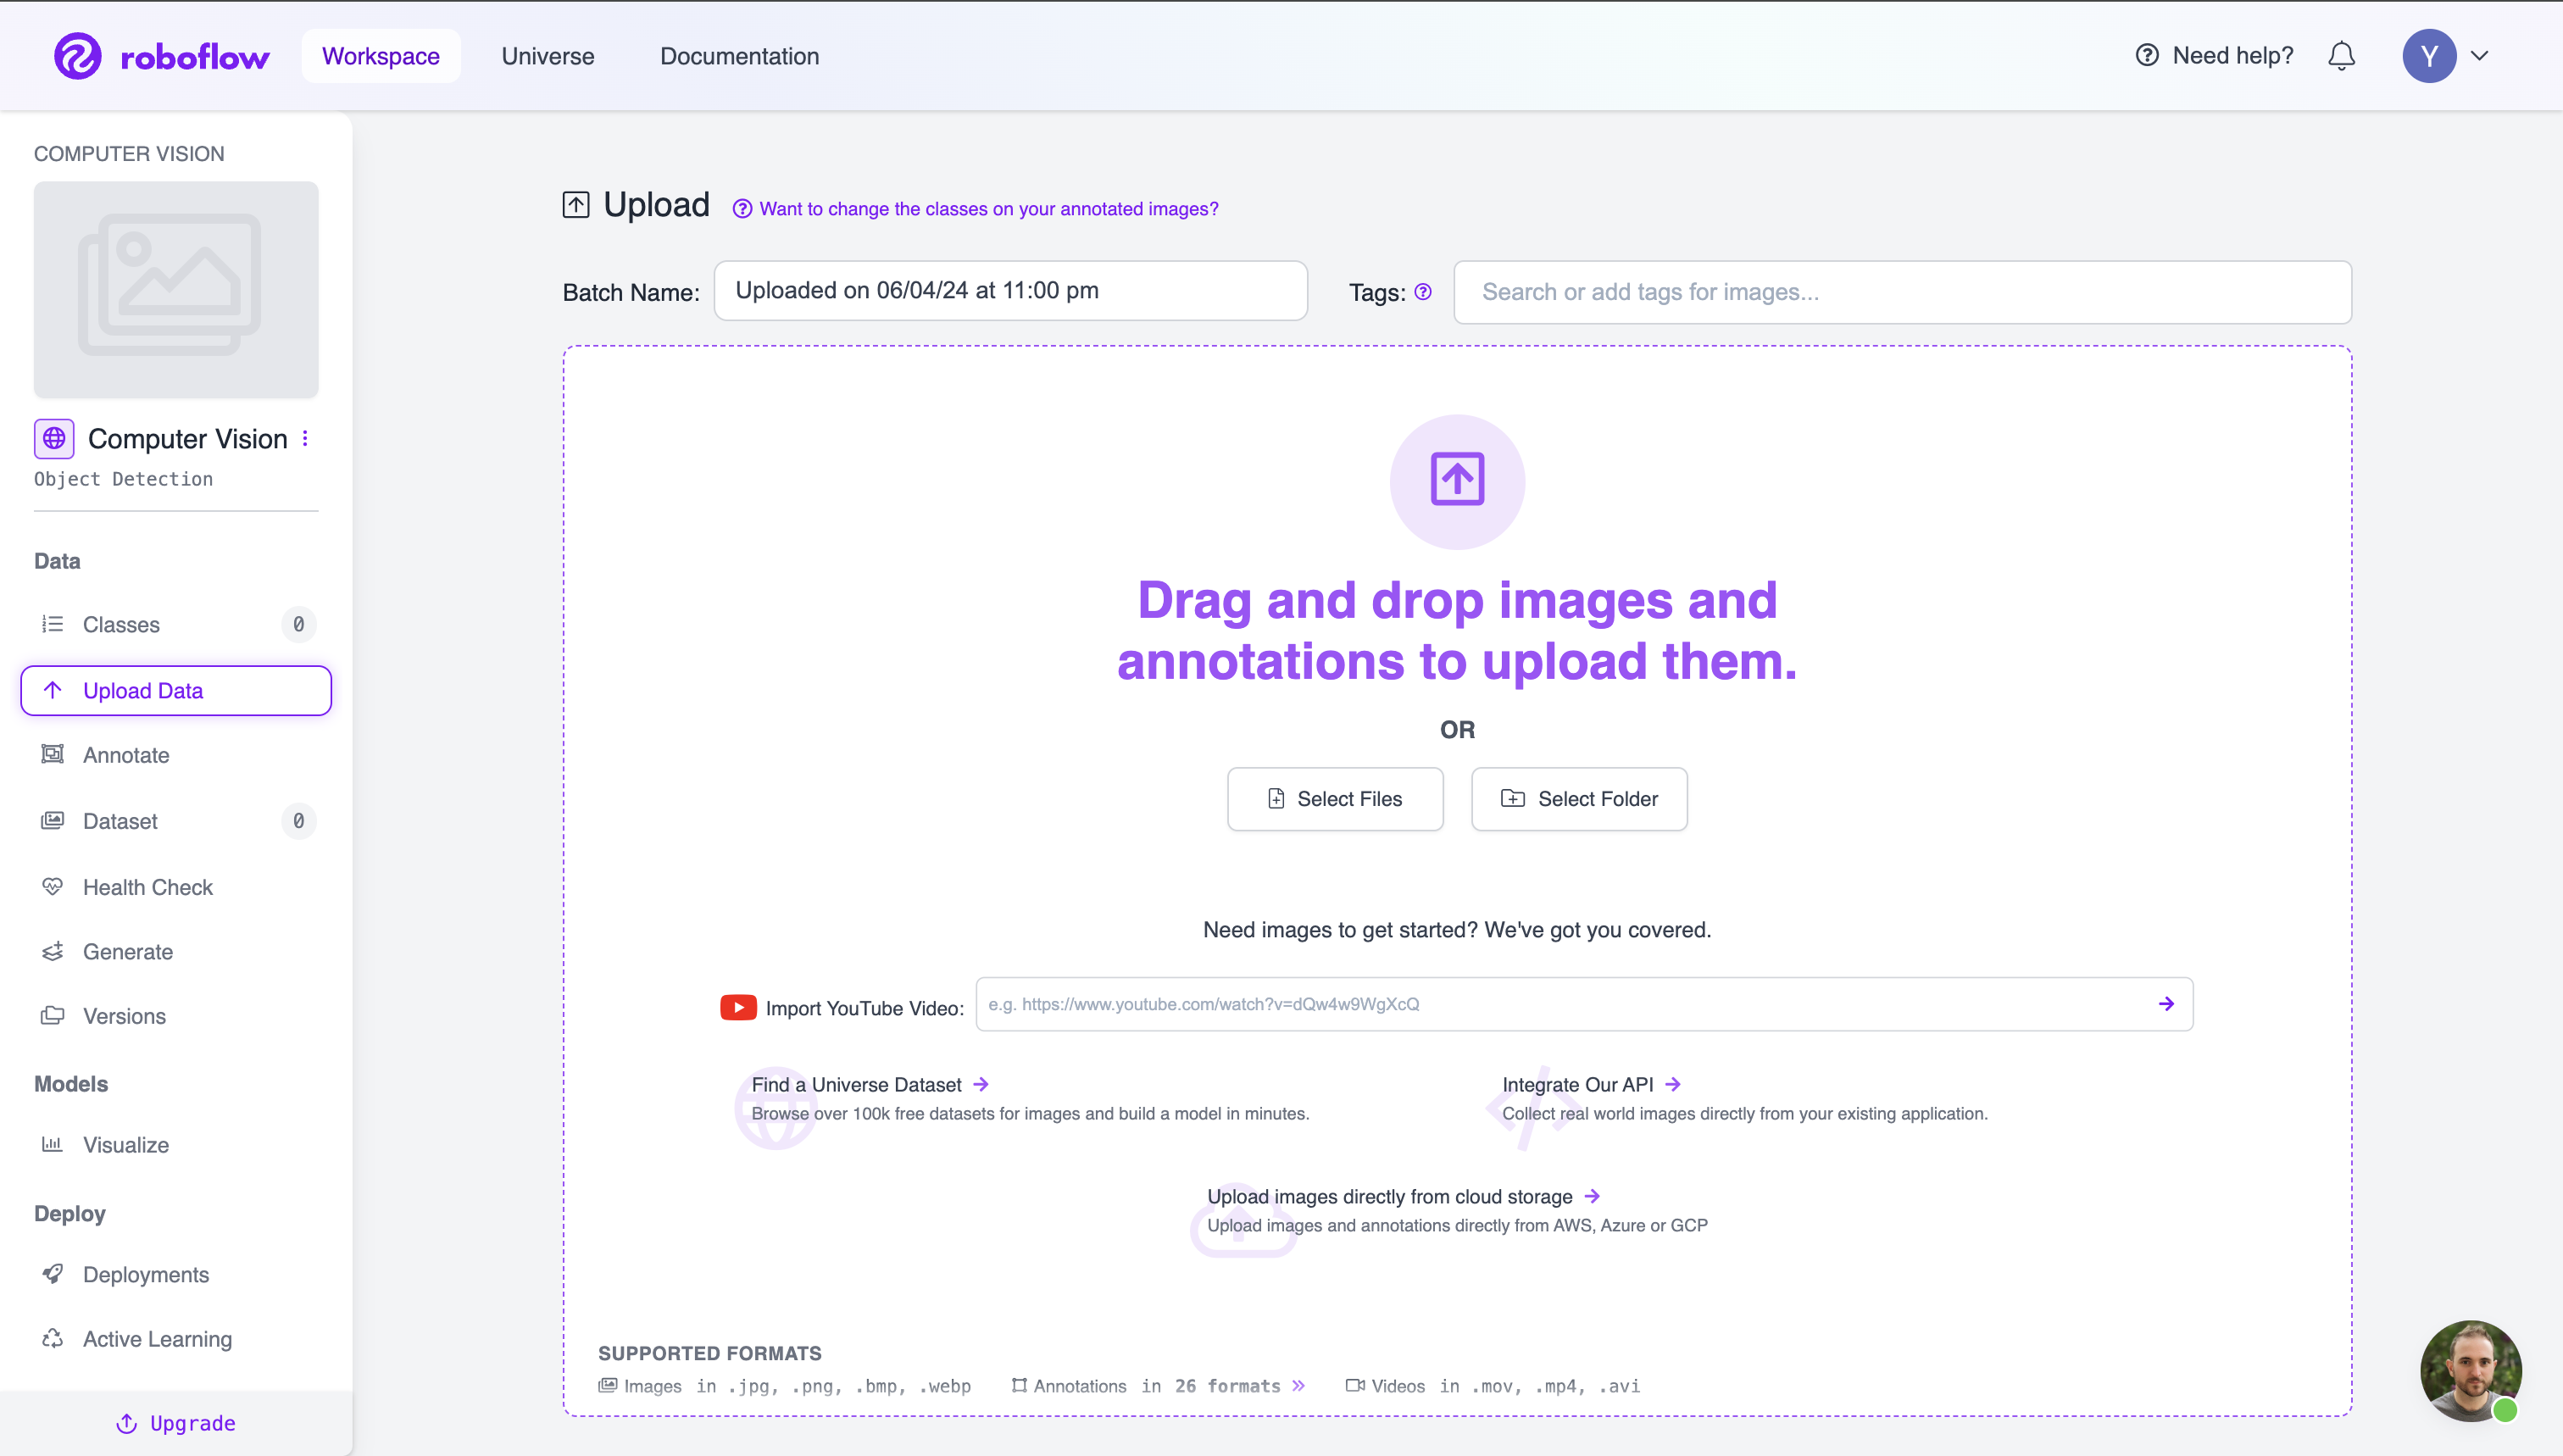 roboflow
Workspace
Universe
Documentation
Need help?
Y
COMPUTER VISION
Computer Vision
Object Detection
Data
Classes 0
Upload Data
Annotate
Dataset 0
Health Check
Generate
Versions
Models
Visualize
Deploy
Deployments
Active Learning
Upgrade
Upload
Want to change the classes on your annotated images?
Batch Name: Uploaded on 06/04/24 at 11:00 pm
Tags: Search or add tags for images...
Drag and drop images and
annotations to upload them.
OR
Select Files
Select Folder
Need images to get started? We've got you covered.
Import YouTube Video: e.g. https://www.youtube.com/watch?v=dQw4w9WgXcQ
Find a Universe Dataset
Browse over 100k free datasets for images and build a model in minutes.
Integrate Our API
Collect real world images directly from your existing application.
Upload images directly from cloud storage
Upload images and annotations directly from AWS, Azure or GCP
SUPPORTED FORMATS
Images in .jpg, .png, .bmp, .webp
Annotations in 26 formats
Videos in .mov, .mp4, .avi